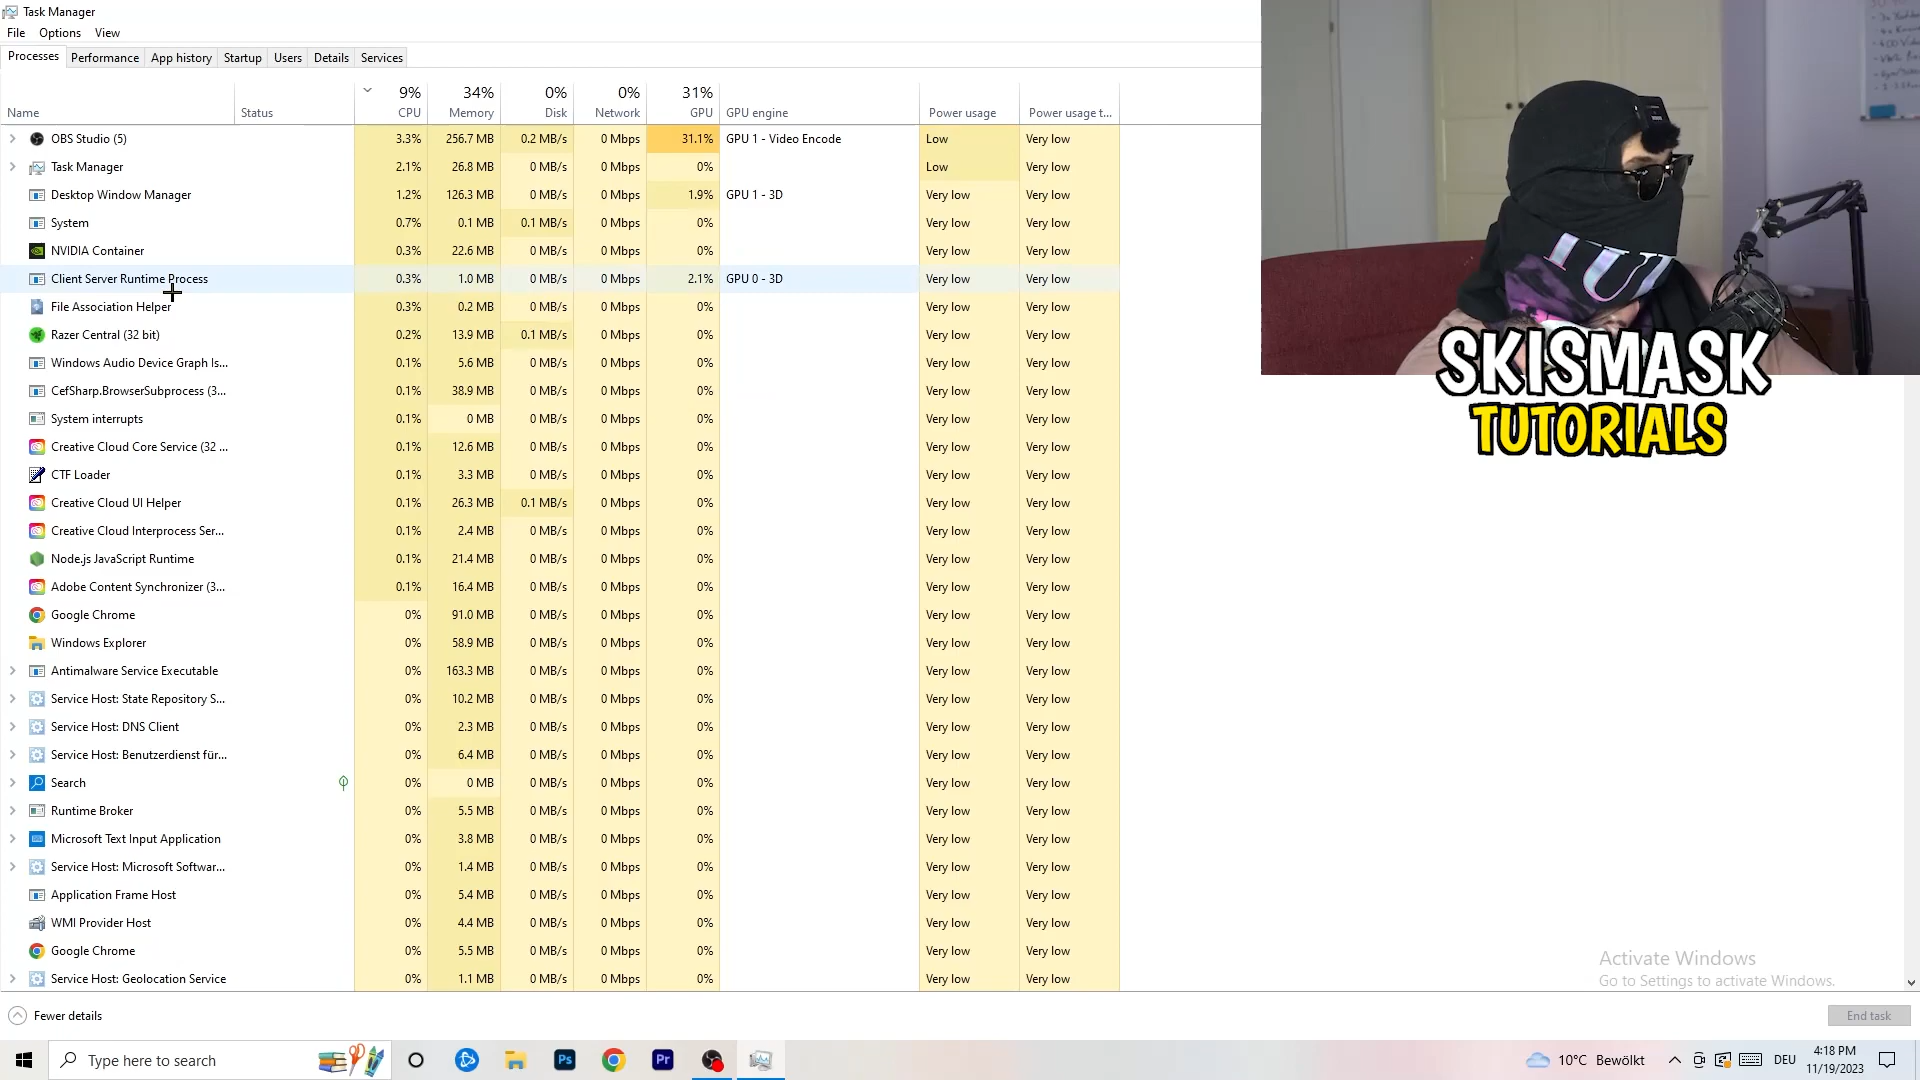 Task Manager
File Options View
Processes Performance App history Startup Users Details Services
9% 34% 0% 0% 31%
Name Status CPU Memory Disk Network GPU GPU engine Power usage Power usage t...
OBS Studio (5) 3.3% 256.7 MB 0.2 MB/s 0 Mbps 31.1% GPU 1 - Video Encode Low Very low
Task Manager 2.1% 26.8 MB 0 MB/s 0 Mbps 0% Low Very low
Desktop Window Manager 1.2% 126.3 MB 0 MB/s 0 Mbps 1.9% GPU 1 - 3D Very low Very low
System 0.7% 0.1 MB 0.1 MB/s 0 Mbps 0% Very low Very low
NVIDIA Container 0.3% 22.6 MB 0 MB/s 0 Mbps 0% Very low Very low
Client Server Runtime Process 0.3% 1.0 MB 0 MB/s 0 Mbps 2.1% GPU 0 - 3D Very low Very low
File Association Helper 0.3% 0.2 MB 0 MB/s 0 Mbps 0% Very low Very low
Razer Central (32 bit) 0.2% 13.9 MB 0.1 MB/s 0 Mbps 0% Very low Very low
Windows Audio Device Graph Is... 0.1% 5.6 MB 0 MB/s 0 Mbps 0% Very low Very low
CefSharp.BrowserSubprocess (3... 0.1% 38.9 MB 0 MB/s 0 Mbps 0% Very low Very low
System interrupts 0.1% 0 MB 0 MB/s 0 Mbps 0% Very low Very low
Creative Cloud Core Service (32 ... 0.1% 12.6 MB 0 MB/s 0 Mbps 0% Very low Very low
CTF Loader 0.1% 3.3 MB 0 MB/s 0 Mbps 0% Very low Very low
Creative Cloud UI Helper 0.1% 26.3 MB 0.1 MB/s 0 Mbps 0% Very low Very low
Creative Cloud Interprocess Ser... 0.1% 2.4 MB 0 MB/s 0 Mbps 0% Very low Very low
Node.js JavaScript Runtime 0.1% 21.4 MB 0 MB/s 0 Mbps 0% Very low Very low
Adobe Content Synchronizer (3... 0.1% 16.4 MB 0 MB/s 0 Mbps 0% Very low Very low
Google Chrome 0% 91.0 MB 0 MB/s 0 Mbps 0% Very low Very low
Windows Explorer 0% 58.9 MB 0 MB/s 0 Mbps 0% Very low Very low
Antimalware Service Executable 0% 163.3 MB 0 MB/s 0 Mbps 0% Very low Very low
Service Host: State Repository S... 0% 10.2 MB 0 MB/s 0 Mbps 0% Very low Very low
Service Host: DNS Client 0% 2.3 MB 0 MB/s 0 Mbps 0% Very low Very low
Service Host: Benutzerdienst für... 0% 6.4 MB 0 MB/s 0 Mbps 0% Very low Very low
Search 0% 0 MB 0 MB/s 0 Mbps 0% Very low Very low
Runtime Broker 0% 5.5 MB 0 MB/s 0 Mbps 0% Very low Very low
Microsoft Text Input Application 0% 3.8 MB 0 MB/s 0 Mbps 0% Very low Very low
Service Host: Microsoft Softwar... 0% 1.4 MB 0 MB/s 0 Mbps 0% Very low Very low
Application Frame Host 0% 5.4 MB 0 MB/s 0 Mbps 0% Very low Very low
WMI Provider Host 0% 4.4 MB 0 MB/s 0 Mbps 0% Very low Very low
Google Chrome 0% 5.5 MB 0 MB/s 0 Mbps 0% Very low Very low
Service Host: Geolocation Service 0% 1.1 MB 0 MB/s 0 Mbps 0% Very low Very low
SKISMASK
TUTORIALS
Activate Windows
Go to Settings to activate Windows.
Fewer details End task
Type here to search Ps Pr 10°C Bewölkt DEU 4:18 PM
11/19/2023